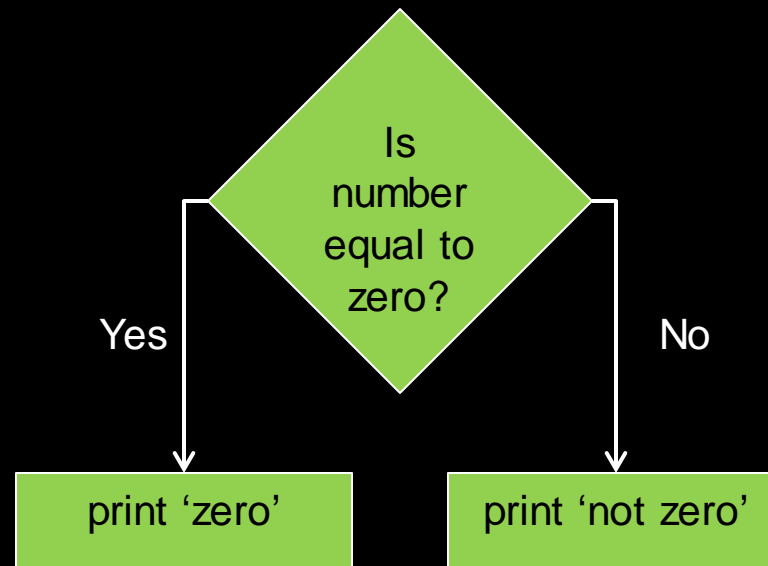 Is
number
equal to
zero?
Yes
No
print ‘zero’
print ‘not zero’